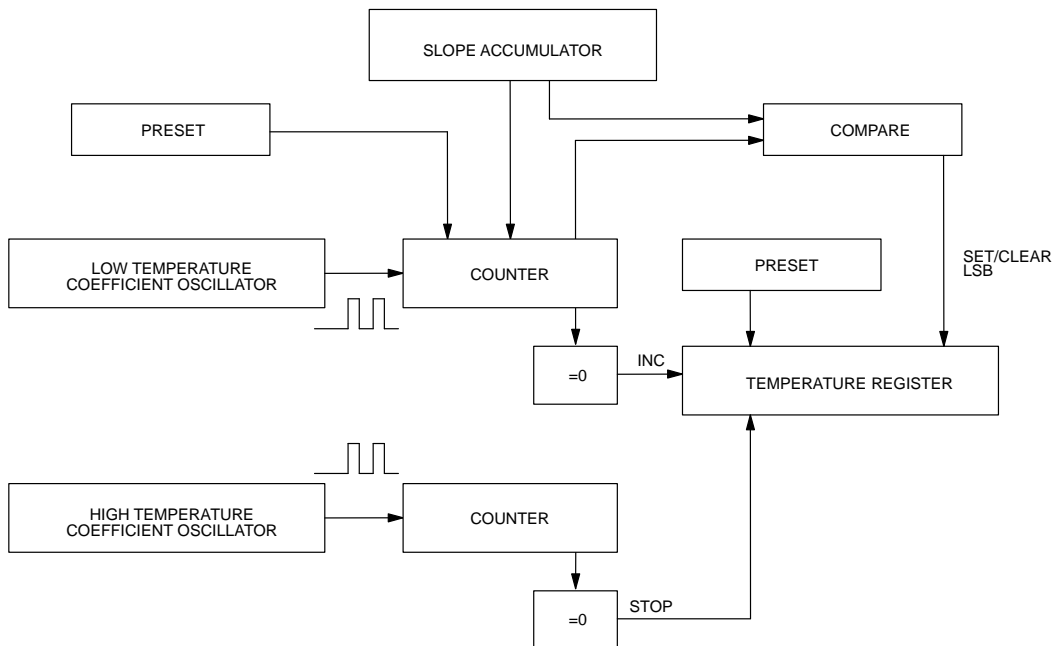 SLOPE ACCUMULATOR
PRESET
COMPARE
LOW TEMPERATURE
COEFFICIENT OSCILLATOR
COUNTER
PRESET
SET/CLEAR
LSB
=0
INC
TEMPERATURE REGISTER
HIGH TEMPERATURE
COEFFICIENT OSCILLATOR
COUNTER
=0
STOP